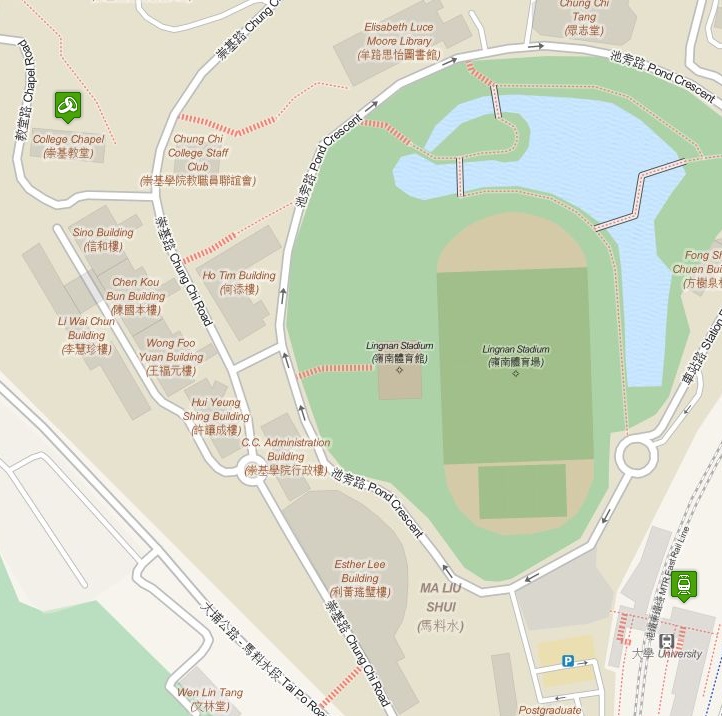 崇基路 Chung Chi
Elisabeth Luce
Moore Library
(牟路思怡圖書館)
Chung Chi
Tang
(眾志堂)
池旁路 Pond Crescent
教堂路 Chapel Road
College Chapel
(崇基教堂)
Chung Chi
College Staff
Club
(崇基學院教職員聯誼會)
池旁路 Pond Crescent
Sino Building
(信和樓)
崇基路 Chung Chi Road
Chen Kou
Bun Building
(陳國本樓)
Ho Tim Building
(何添樓)
Fong Sh
Chuen Bui
(方樹泉樓
Li Wai Chun
Building
(李慧珍樓)
Wong Foo
Yuan Building
(王福元樓)
Lingnan Stadium
(嶺南體育館)
Lingnan Stadium
(嶺南體育場)
車站路 Station R
Hui Yeung
Shing Building
(許讓成樓)
C.C. Administration
Building
(崇基學院行政樓)
池旁路 Pond Crescent
Esther Lee
Building
(利黃瑤璧樓)
MA LIU
SHUI
(馬料水)
港鐵東鐵綫 MTR East Rail Line
大學 University
崇基路 Chung Chi Road
大埔公路 - 馬料水段 Tai Po Roa
P
Wen Lin Tang
(文林堂)
Postgraduate